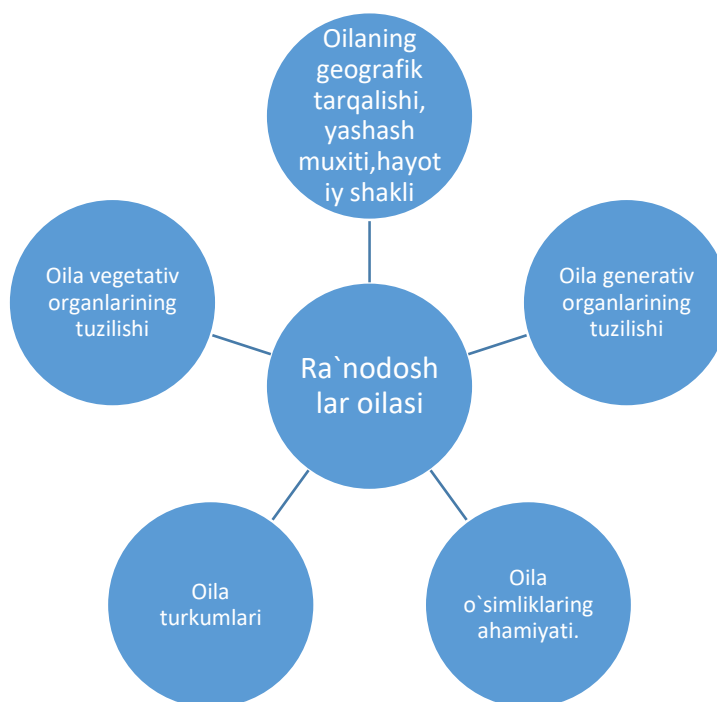 Oilaning
geografik
tarqalishi,
yashash
muxiti,hayot
iy shakli
Oila vegetativ
organlarining
tuzilishi
Oila generativ
organlarining
tuzilishi
Ra`nodosh
lar oilasi
Oila
turkumlari
Oila
o`simliklaring
ahamiyati.